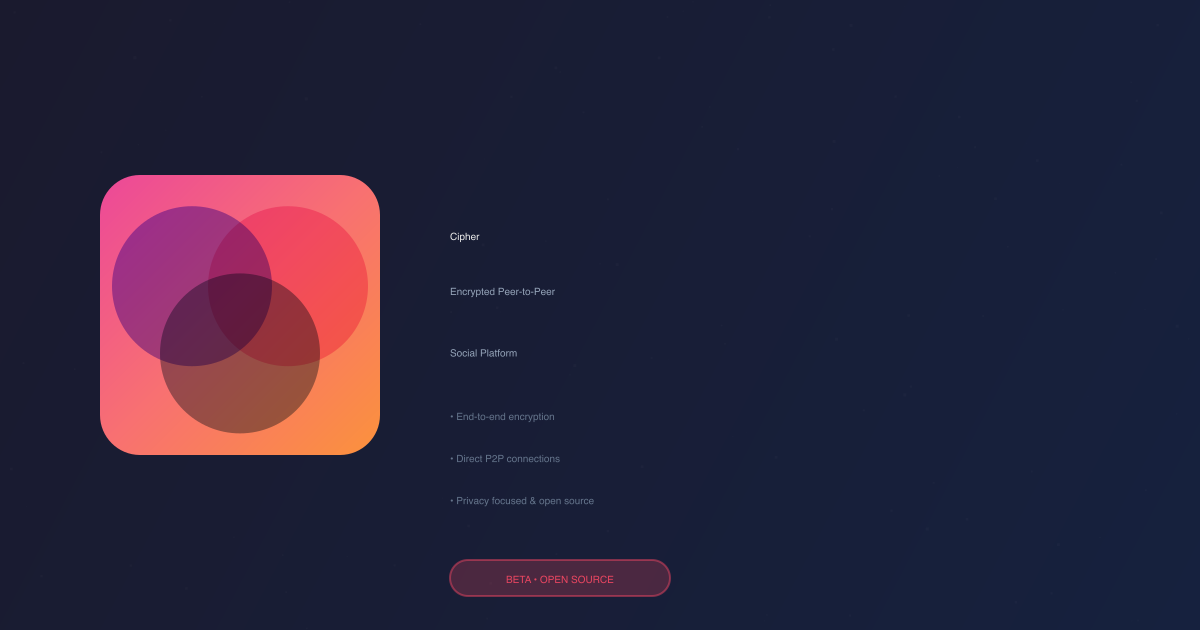 Cipher
Encrypted Peer-to-Peer
Social Platform
• End-to-end encryption
• Direct P2P connections
• Privacy focused & open source
BETA • OPEN SOURCE